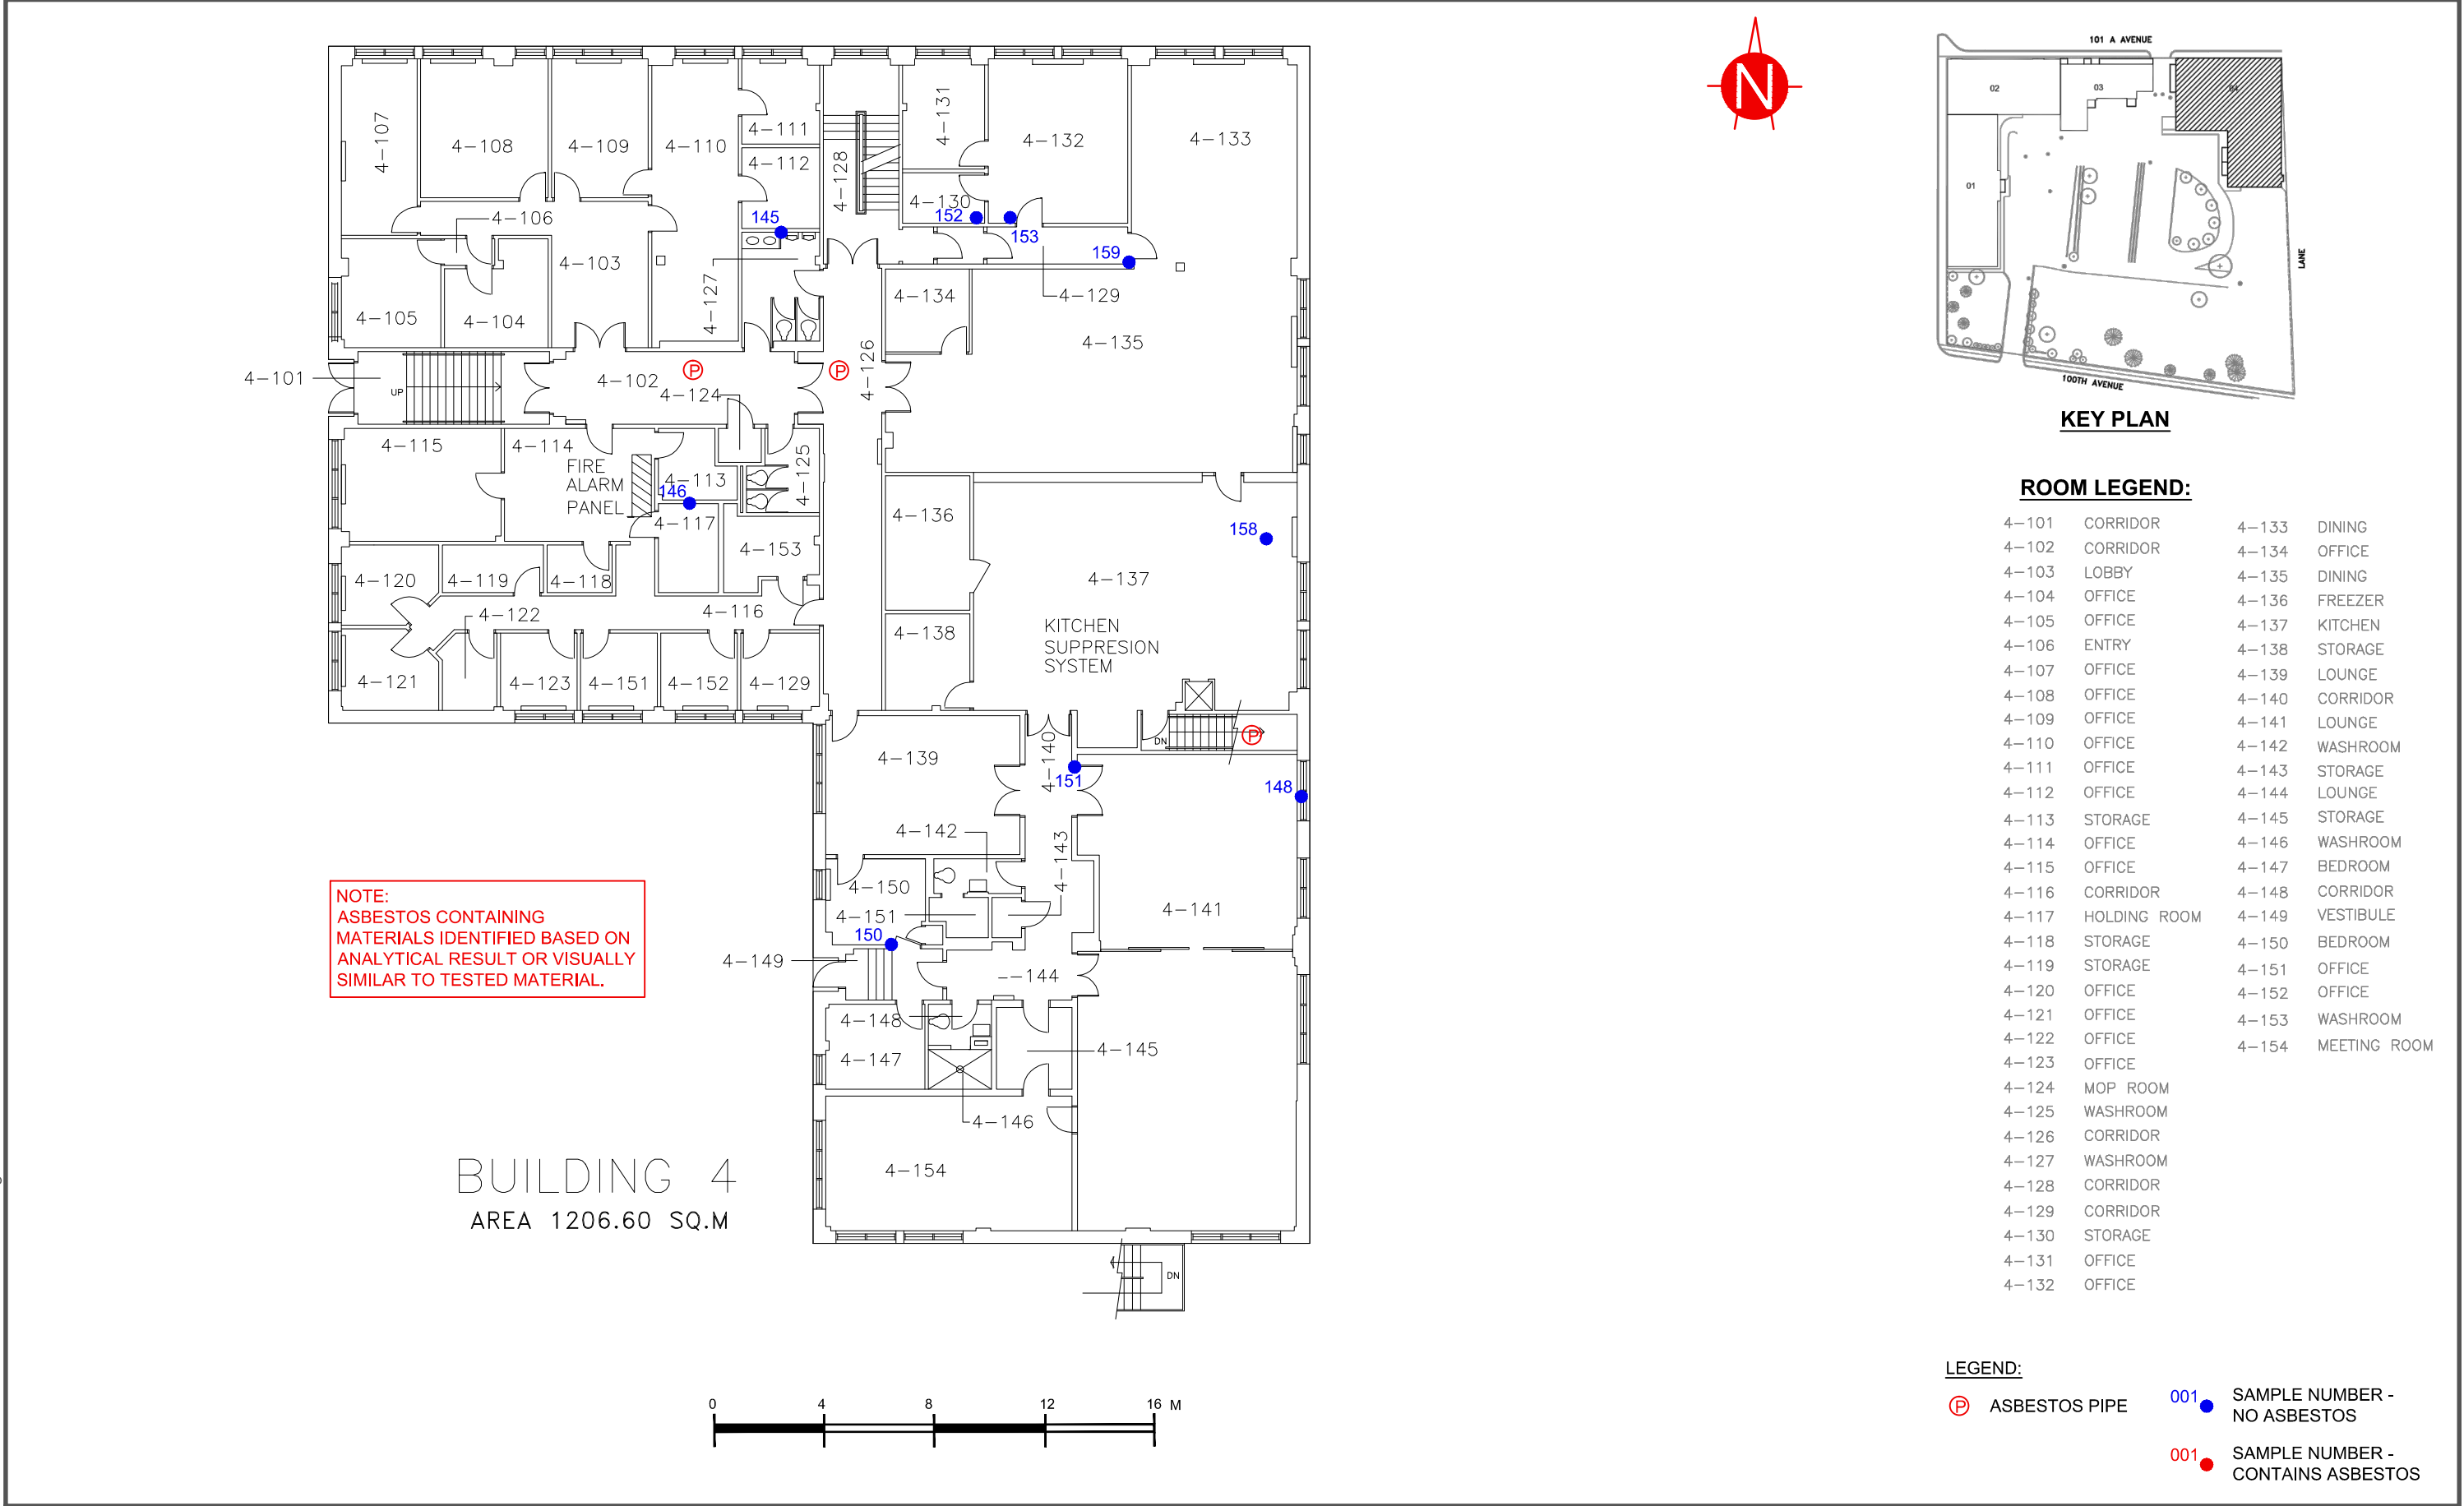 N
101 A AVENUE
02
03
04
01
LANE
100TH AVENUE
KEY PLAN
4-107
4-108
4-109
4-110
4-111
4-112
4-128
4-131
4-130
4-132
4-133
4-106
145
152
153
159
4-103
4-127
4-105
4-104
4-134
4-129
4-135
4-126
4-101
UP
4-102
P
P
4-124
4-115
4-114
FIRE
ALARM
PANEL
4-113
4-125
146
4-117
4-153
4-136
158
4-137
4-120
4-119
4-118
4-122
4-116
4-138
KITCHEN
SUPPRESION
SYSTEM
4-121
4-123
4-151
4-152
4-129
DN
P
4-139
4-140
151
148
4-142
4-143
4-150
4-151
4-141
150
4-149
--144
4-148
4-147
4-145
4-146
4-154
DN
NOTE:
ASBESTOS CONTAINING
MATERIALS IDENTIFIED BASED ON
ANALYTICAL RESULT OR VISUALLY
SIMILAR TO TESTED MATERIAL.
BUILDING 4
AREA 1206.60 SQ.M
0 4 8 12 16 M
ROOM LEGEND:
4-101 CORRIDOR
4-102 CORRIDOR
4-103 LOBBY
4-104 OFFICE
4-105 OFFICE
4-106 ENTRY
4-107 OFFICE
4-108 OFFICE
4-109 OFFICE
4-110 OFFICE
4-111 OFFICE
4-112 OFFICE
4-113 STORAGE
4-114 OFFICE
4-115 OFFICE
4-116 CORRIDOR
4-117 HOLDING ROOM
4-118 STORAGE
4-119 STORAGE
4-120 OFFICE
4-121 OFFICE
4-122 OFFICE
4-123 OFFICE
4-124 MOP ROOM
4-125 WASHROOM
4-126 CORRIDOR
4-127 WASHROOM
4-128 CORRIDOR
4-129 CORRIDOR
4-130 STORAGE
4-131 OFFICE
4-132 OFFICE
4-133 DINING
4-134 OFFICE
4-135 DINING
4-136 FREEZER
4-137 KITCHEN
4-138 STORAGE
4-139 LOUNGE
4-140 CORRIDOR
4-141 LOUNGE
4-142 WASHROOM
4-143 STORAGE
4-144 LOUNGE
4-145 STORAGE
4-146 WASHROOM
4-147 BEDROOM
4-148 CORRIDOR
4-149 VESTIBULE
4-150 BEDROOM
4-151 OFFICE
4-152 OFFICE
4-153 WASHROOM
4-154 MEETING ROOM
LEGEND:
P ASBESTOS PIPE
001 SAMPLE NUMBER -
NO ASBESTOS
001 SAMPLE NUMBER -
CONTAINS ASBESTOS